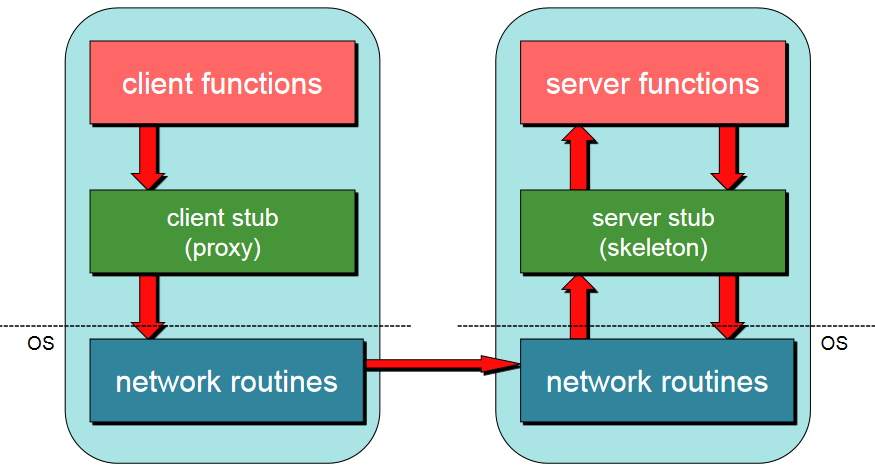 client functions
server functions
client stub
(proxy)
server stub
(skeleton)
OS
OS
network routines
network routines